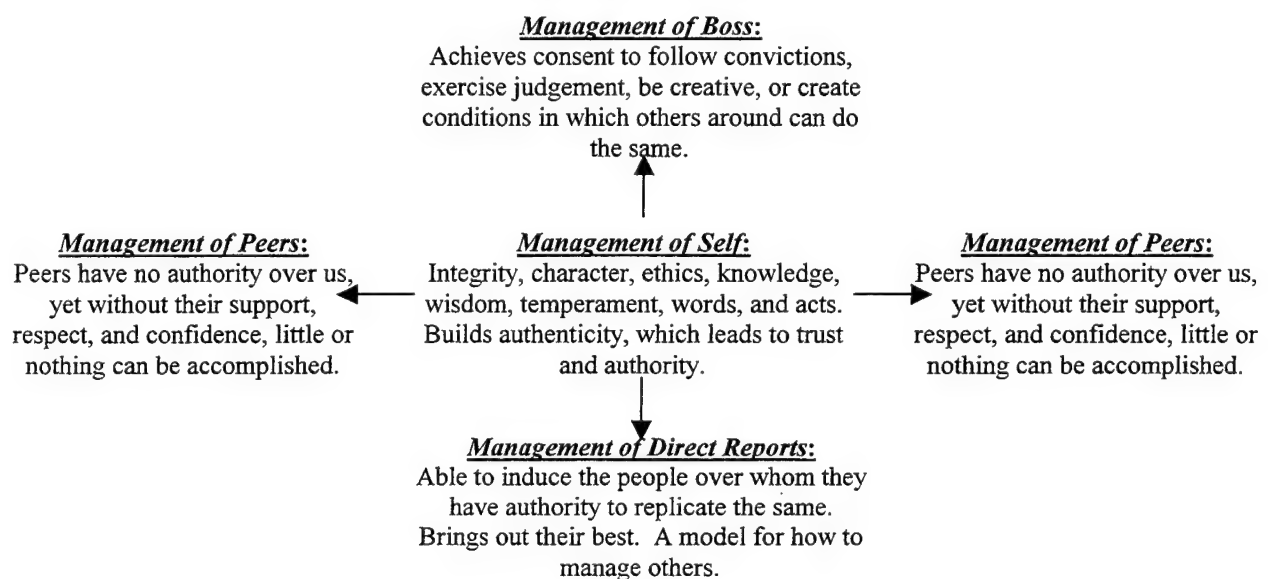 Management of Boss:
Achieves consent to follow convictions,
exercise judgement, be creative, or create
conditions in which others around can do
the same.
Management of Peers:
Peers have no authority over us,
yet without their support,
respect, and confidence, little or
nothing can be accomplished.
Management of Self:
Integrity, character, ethics, knowledge,
wisdom, temperament, words, and acts.
Builds authenticity, which leads to trust
and authority.
Management of Peers:
Peers have no authority over us,
yet without their support,
respect, and confidence, little or
nothing can be accomplished.
Management of Direct Reports:
Able to induce the people over whom they
have authority to replicate the same.
Brings out their best. A model for how to
manage others.